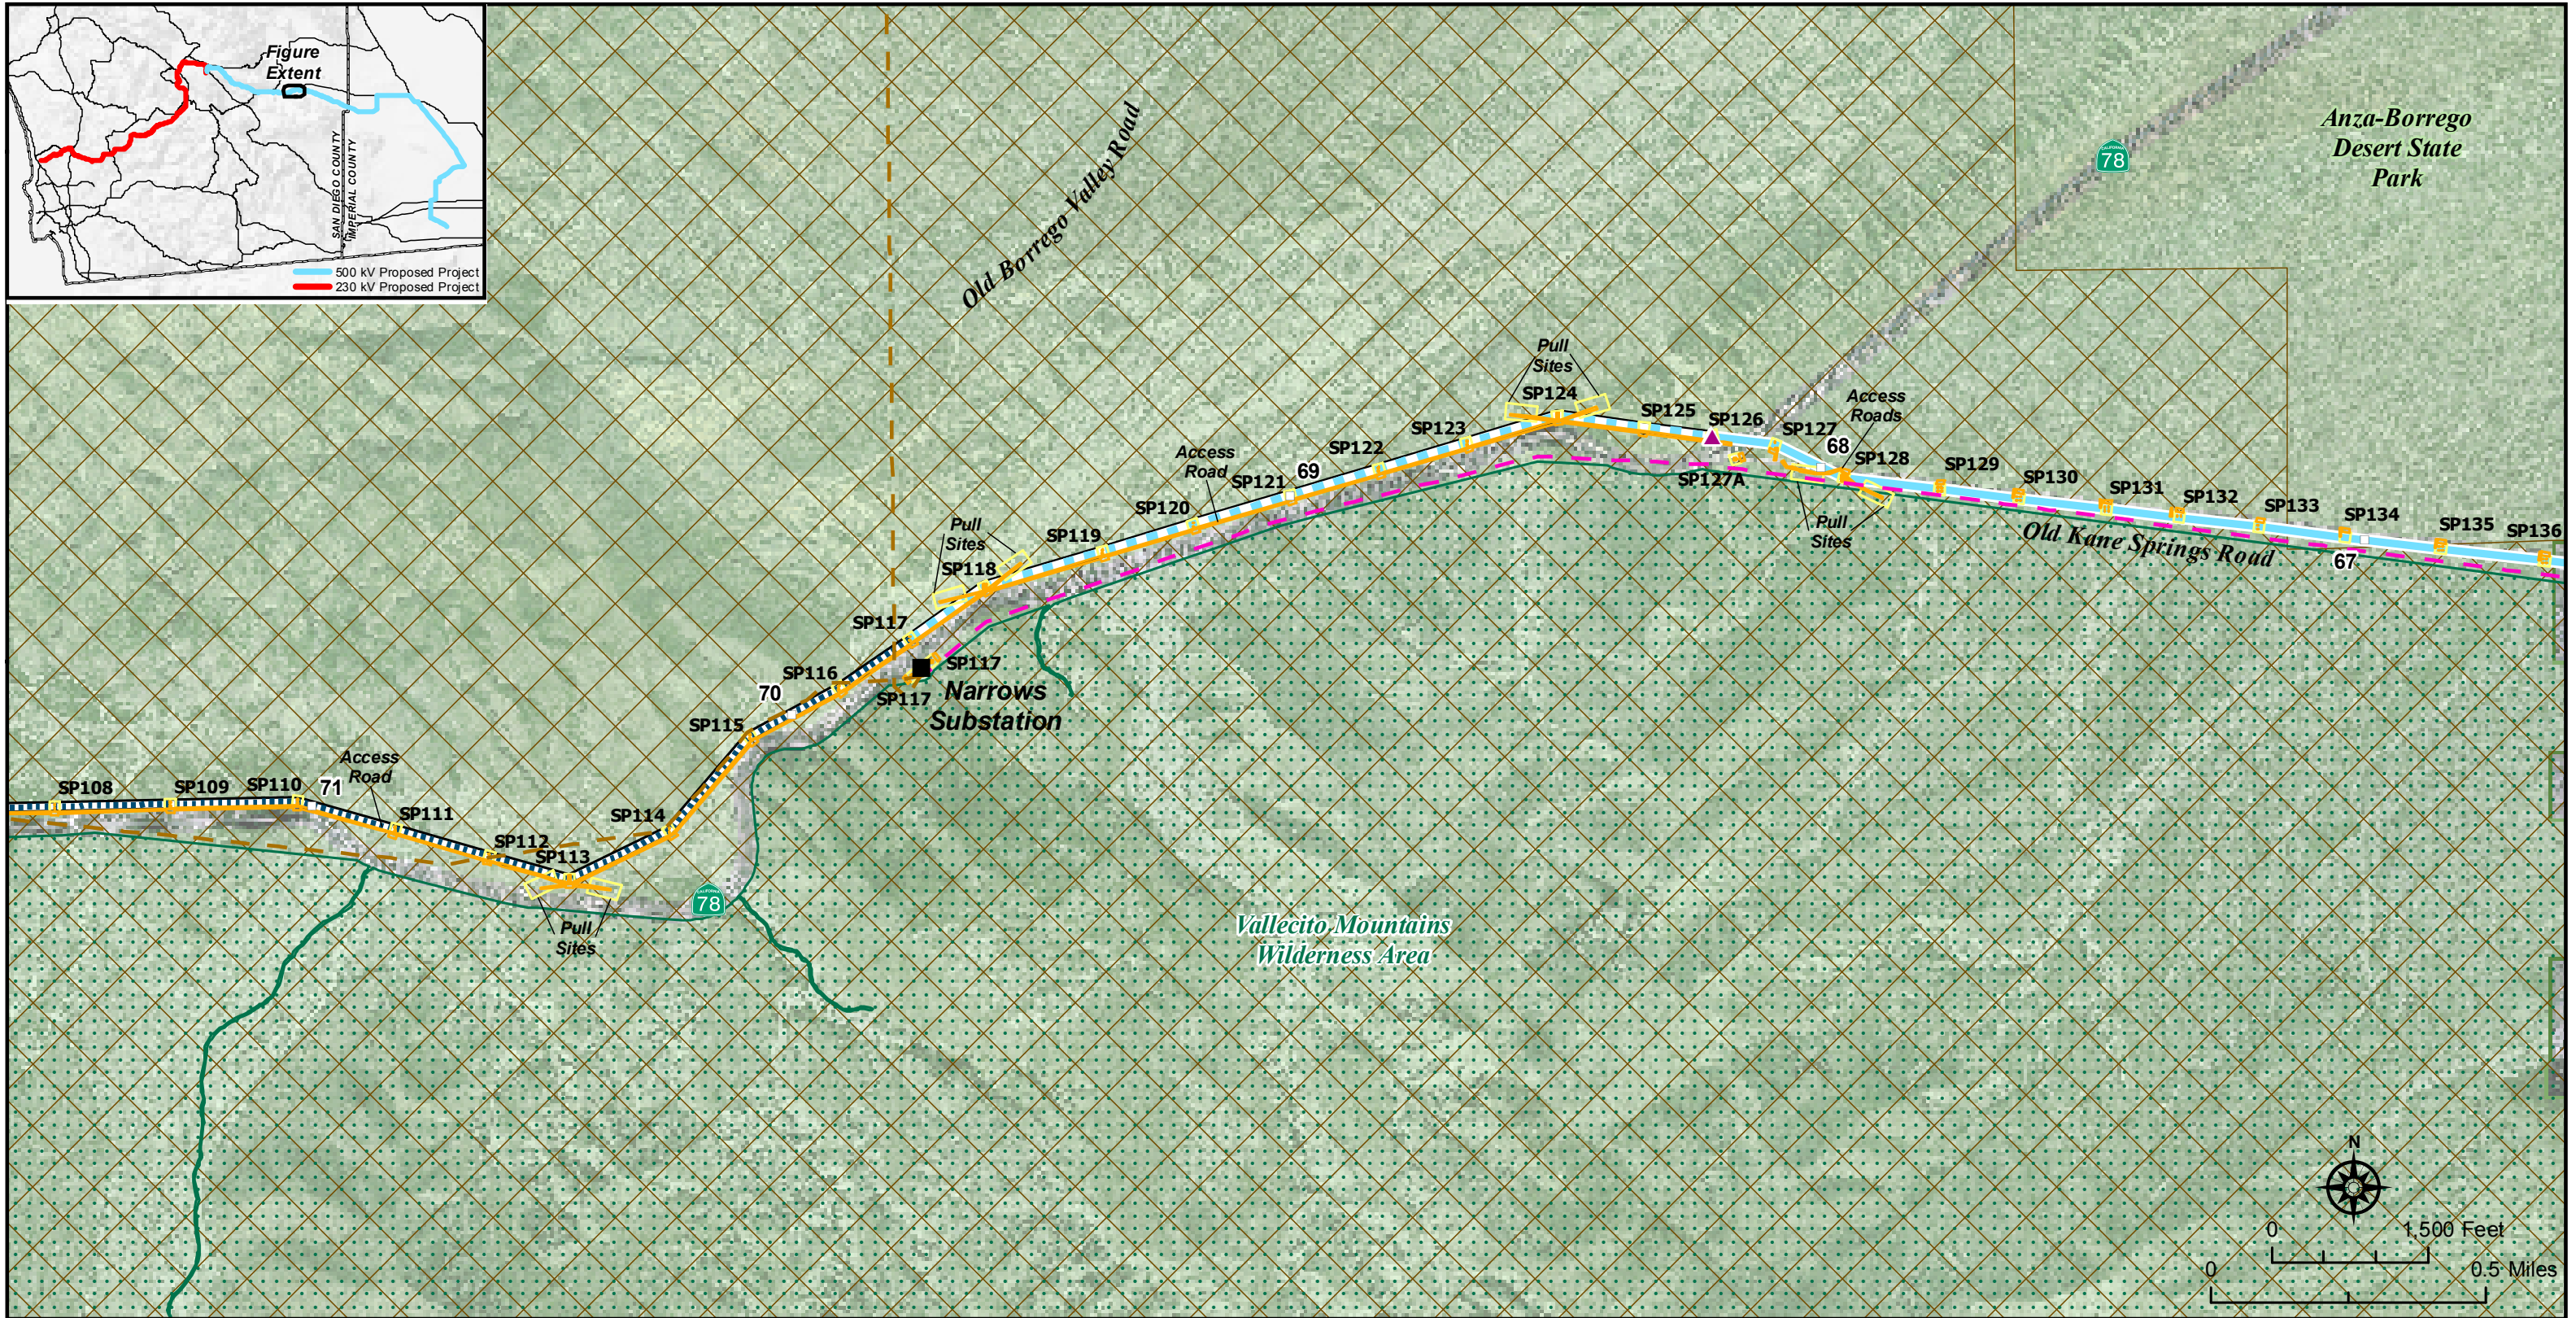 Figure
Extent
SAN DIEGO COUNTY
IMPERIAL COUNTY
500 kV Proposed Project
230 kV Proposed Project
Old Borrego Valley Road
Anza-Borrego
Desert State
Park
CALIFORNIA
78
Pull
Sites
SP124
SP125
SP126
SP127
Access
Roads
68
SP128
SP129
SP130
SP131
SP132
SP133
SP134
SP135
SP136
SP127A
Pull
Sites
Old Kane Springs Road
67
SP123
SP122
69
SP121
Access
Road
SP120
SP119
Pull
Sites
SP118
SP117
SP117
SP117
Narrows
Substation
SP116
70
SP115
SP114
SP113
SP112
SP111
Access
Road
71
SP110
SP109
SP108
Pull
Sites
CALIFORNIA
78
Vallecito Mountains
Wilderness Area
N
0 1,500 Feet
0 0.5 Miles